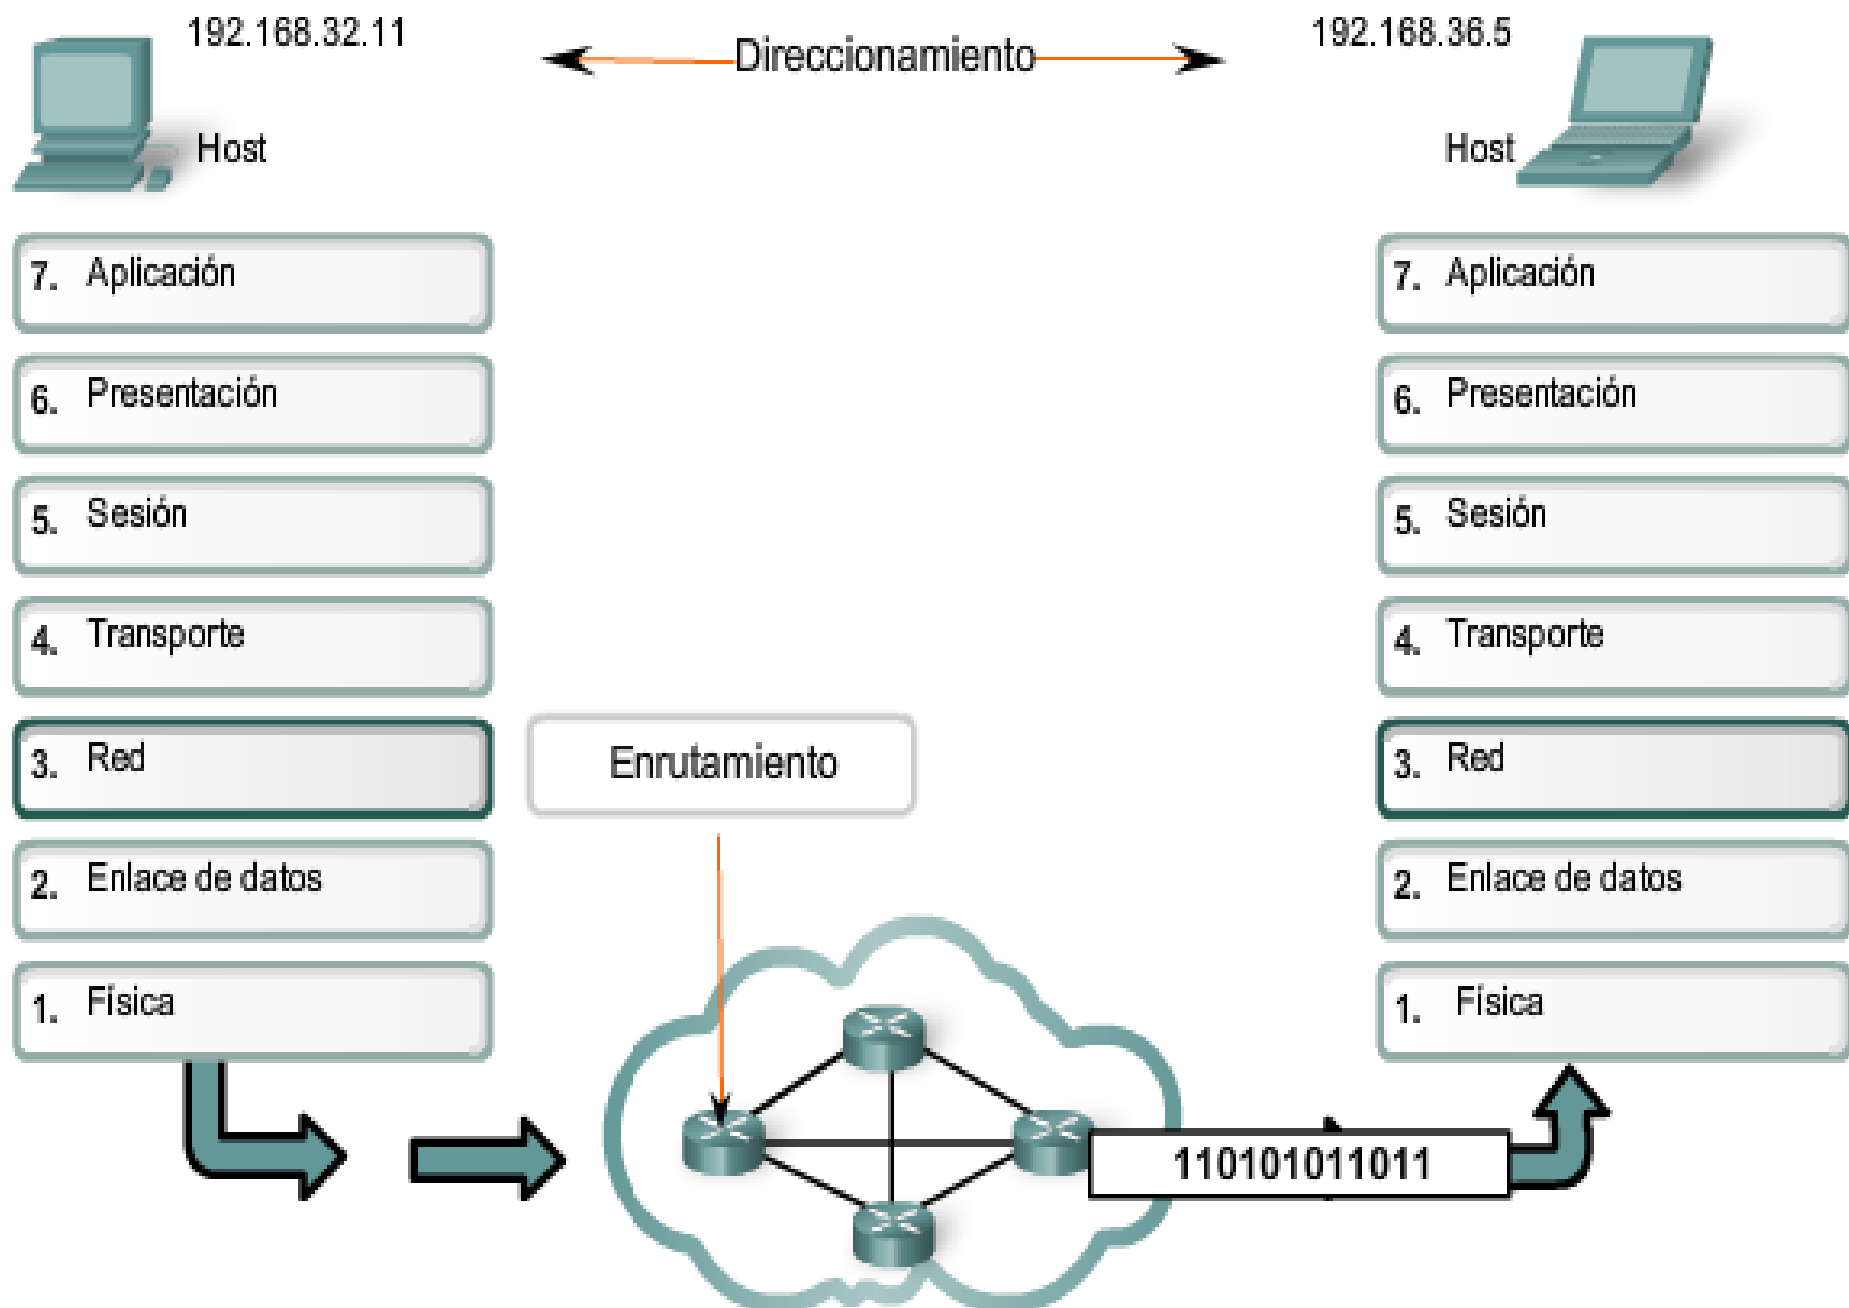 192.168.32.11
Direccionamiento
192.168.36.5
Host
Host
7. Aplicación
6. Presentación
5. Sesión
4. Transporte
3. Red
2. Enlace de datos
1. Física
Enrutamiento
7. Aplicación
6. Presentación
5. Sesión
4. Transporte
3. Red
2. Enlace de datos
1. Física
110101011011